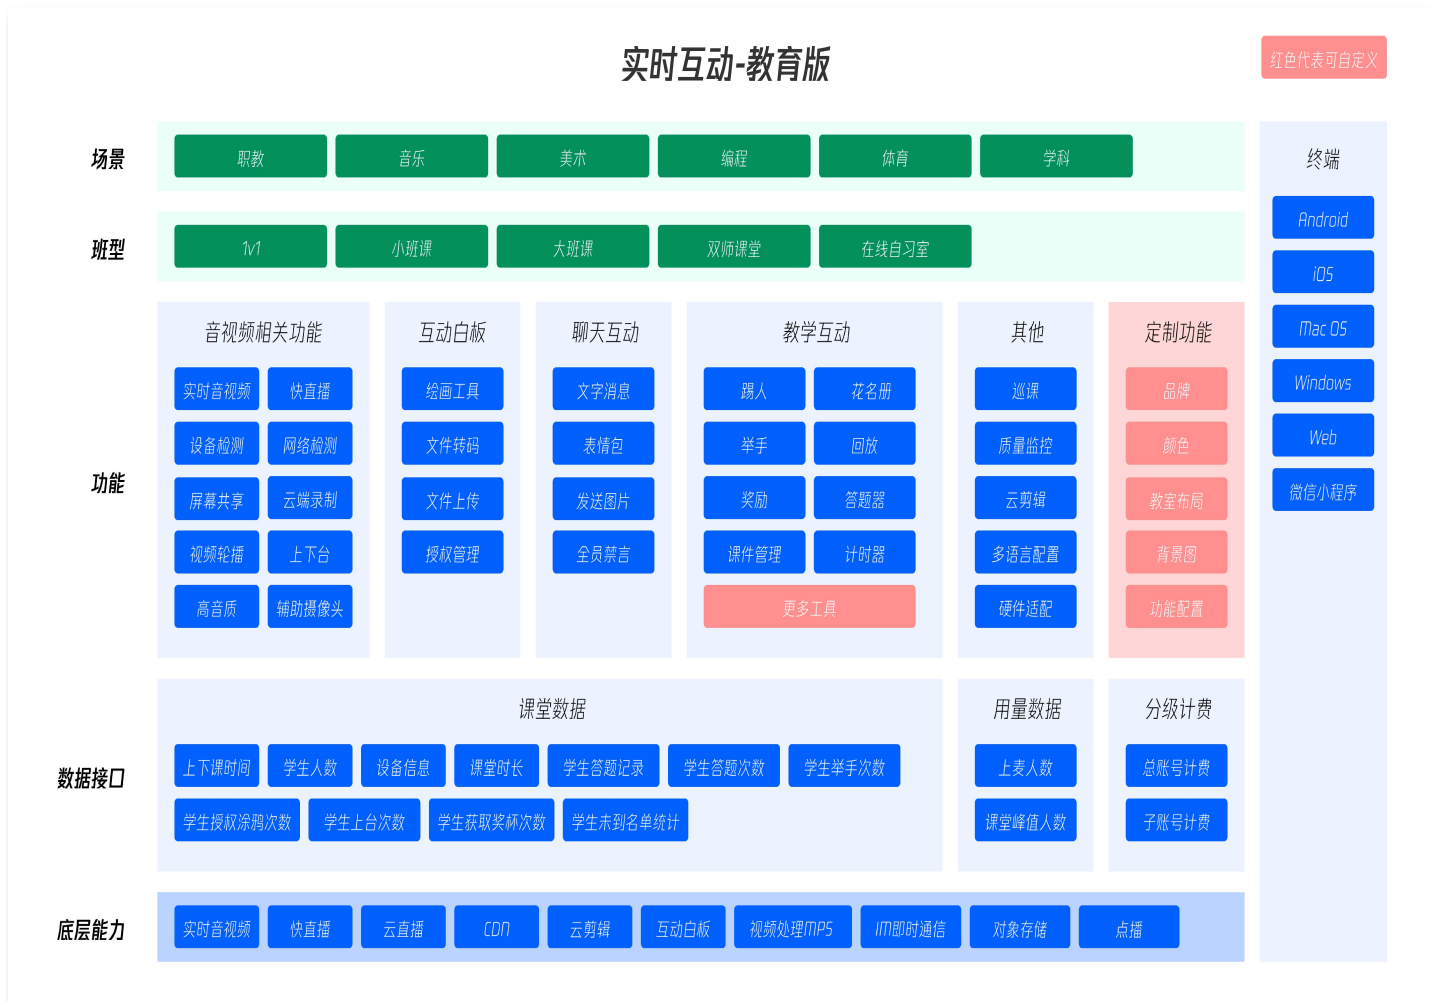 实时互动-教育版
红色代表可自定义
场景
职教
音乐
美术
编程
体育
学科
班型
1v1
小班课
大班课
双师课堂
在线自习室
功能
音视频相关功能
实时音视频
快直播
设备检测
网络检测
屏幕共享
云端录制
视频轮播
上下台
高音质
辅助摄像头
互动白板
绘画工具
文件转码
文件上传
授权管理
聊天互动
文字消息
表情包
发送图片
全员禁言
教学互动
踢人
花名册
举手
回放
奖励
答题器
课件管理
计时器
更多工具
其他
巡课
质量监控
云剪辑
多语言配置
硬件适配
定制功能
品牌
颜色
教室布局
背景图
功能配置
数据接口
课堂数据
上下课时间
学生人数
设备信息
课堂时长
学生答题记录
学生答题次数
学生举手次数
学生授权涂鸦次数
学生上台次数
学生获取奖杯次数
学生未到名单统计
用量数据
上麦人数
课堂峰值人数
分级计费
总账号计费
子账号计费
底层能力
实时音视频
快直播
云直播
CDN
云剪辑
互动白板
视频处理MPS
IM即时通信
对象存储
点播
终端
Android
iOS
Mac OS
Windows
Web
微信小程序